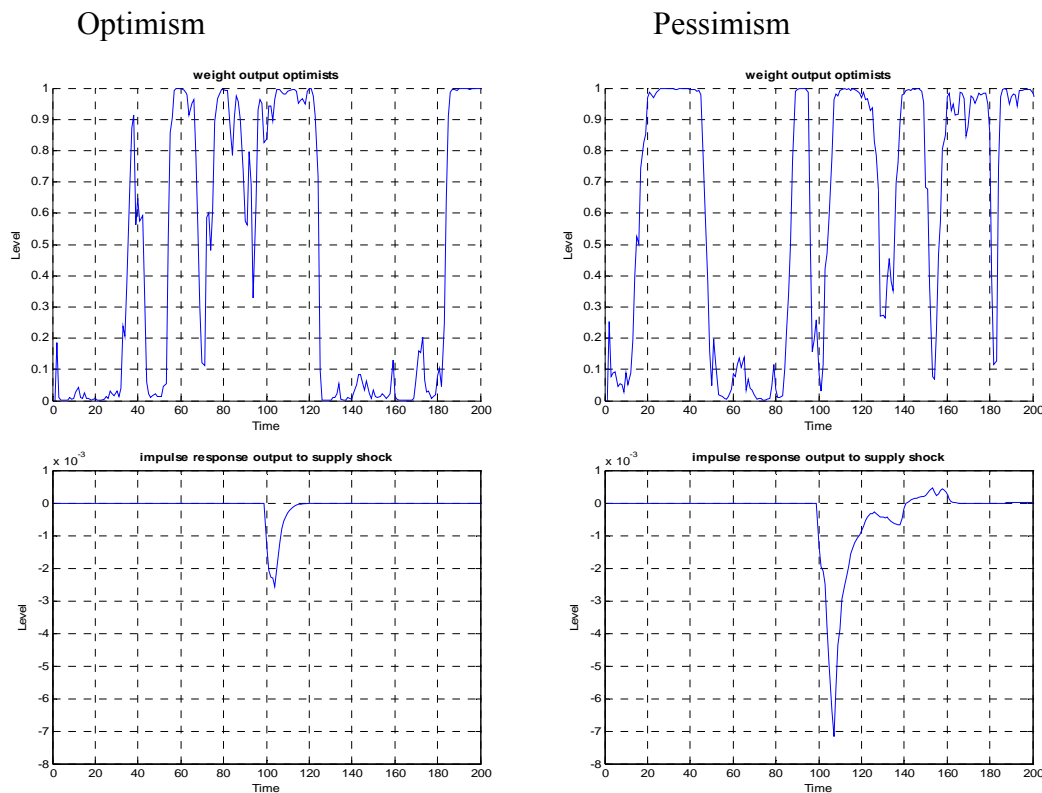 Optimism
Pessimism
weight output optimists
1
0.9
0.8
0.7
0.6
0.5
0.4
0.3
0.2
0.1
0
Level
0 20 40 60 80 100 120 140 160 180 200
Time
weight output optimists
1
0.9
0.8
0.7
0.6
0.5
0.4
0.3
0.2
0.1
0
Level
0 20 40 60 80 100 120 140 160 180 200
Time
x 10-3
impulse response output to supply shock
1
0
-1
-2
-3
-4
-5
-6
-7
-8
Level
0 20 40 60 80 100 120 140 160 180 200
Time
x 10-3
impulse response output to supply shock
1
0
-1
-2
-3
-4
-5
-6
-7
-8
Level
0 20 40 60 80 100 120 140 160 180 200
Time